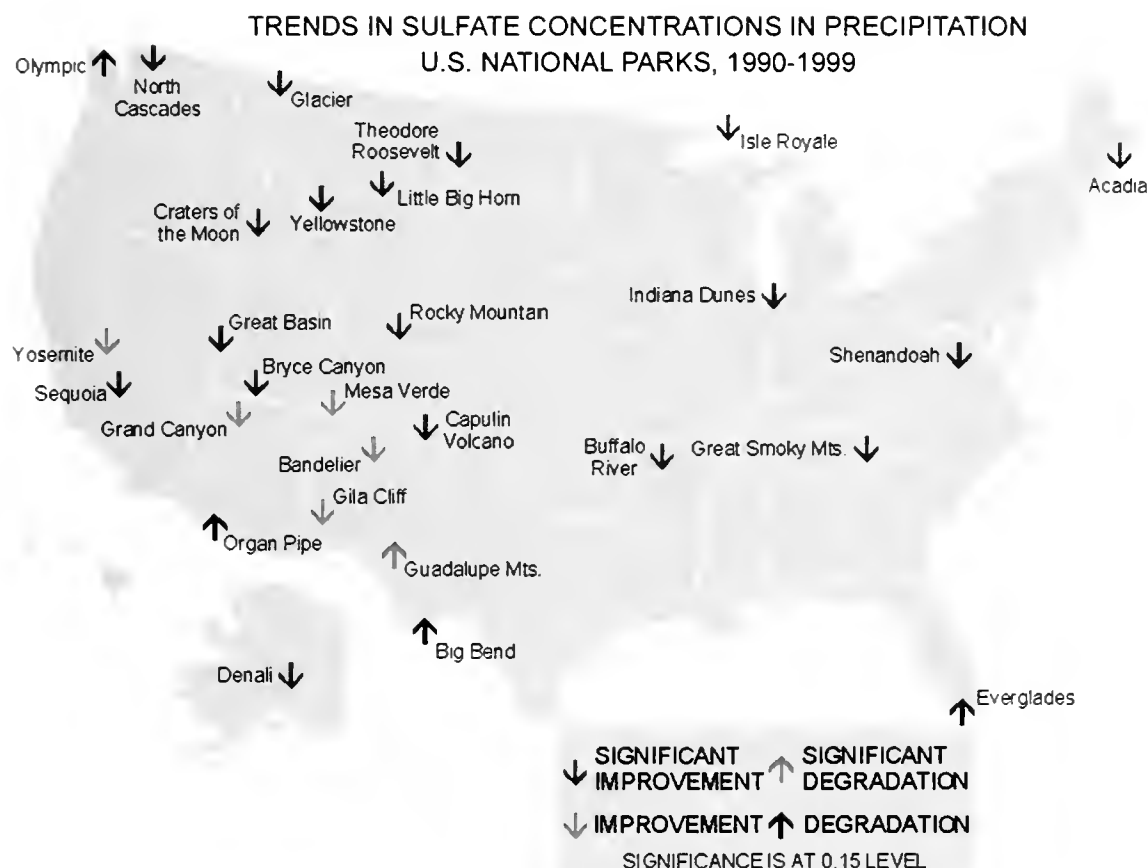 TRENDS IN SULFATE CONCENTRATIONS IN PRECIPITATION
U.S. NATIONAL PARKS, 1990-1999
Olympic
North
Cascades
Glacier
Theodore
Roosevelt
Isle Royale
Acadia
Little Big Horn
Yellowstone
Craters of
the Moon
Indiana Dunes
Rocky Mountain
Great Basin
Yosemite
Bryce Canyon
Shenandoah
Sequoia
Mesa Verde
Grand Canyon
Capulin
Volcano
Buffalo
River
Great Smoky Mts.
Bandelier
Gila Cliff
Organ Pipe
Guadalupe Mts.
Big Bend
Denali
Everglades
SIGNIFICANT
IMPROVEMENT
SIGNIFICANT
DEGRADATION
IMPROVEMENT
DEGRADATION
SIGNIFICANCE IS AT 0.15 LEVEL